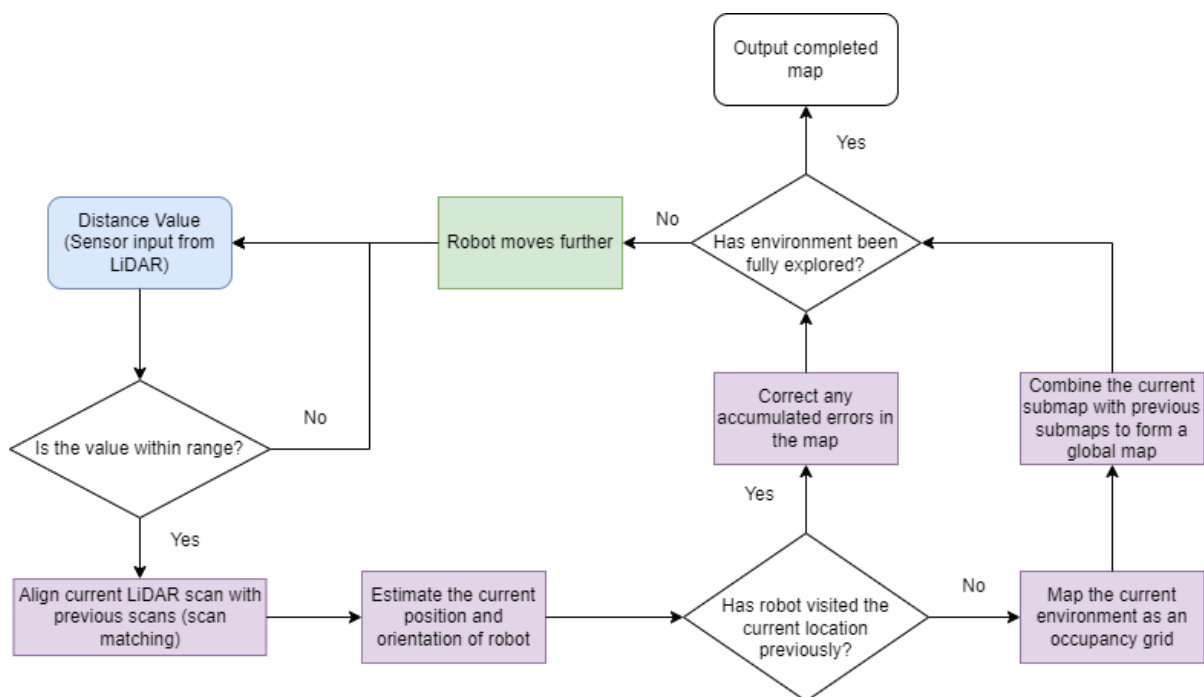 Output completed
map
Yes
Distance Value
(Sensor input from
LiDAR)
Robot moves further
No
Has environment been
fully explored?
Is the value within range?
No
Correct any
accumulated errors in
the map
Combine the current
submap with previous
submaps to form a
global map
Yes
Yes
Align current LiDAR scan with
previous scans (scan
matching)
Estimate the current
position and
orientation of robot
Has robot visited the
current location
previously?
No
Map the current
environment as an
occupancy grid